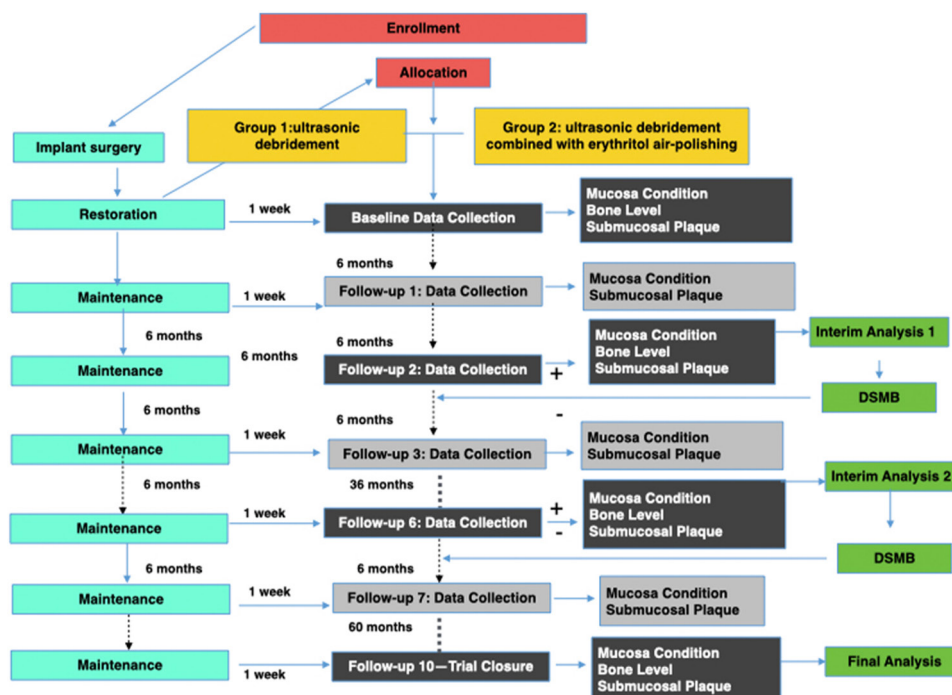 Enrollment
Allocation
Group 1:ultrasonic
debridement
Group 2: ultrasonic debridement
combined with erythritol air-polishing
Implant surgery
Restoration
1 week
Baseline Data Collection
Mucosa Condition
Bone Level
Submucosal Plaque
6 months
Maintenance
1 week
Follow-up 1: Data Collection
Mucosa Condition
Submucosal Plaque
6 months
6 months
6 months
Maintenance
Follow-up 2: Data Collection
+
Mucosa Condition
Bone Level
Submucosal Plaque
Interim Analysis 1
DSMB
6 months
6 months
-
Maintenance
1 week
Follow-up 3: Data Collection
Mucosa Condition
Submucosal Plaque
6 months
36 months
Maintenance
1 week
Follow-up 6: Data Collection
+
-
Mucosa Condition
Bone Level
Submucosal Plaque
Interim Analysis 2
DSMB
6 months
6 months
Maintenance
1 week
Follow-up 7: Data Collection
Mucosa Condition
Submucosal Plaque
60 months
Maintenance
1 week
Follow-up 10—Trial Closure
Mucosa Condition
Bone Level
Submucosal Plaque
Final Analysis